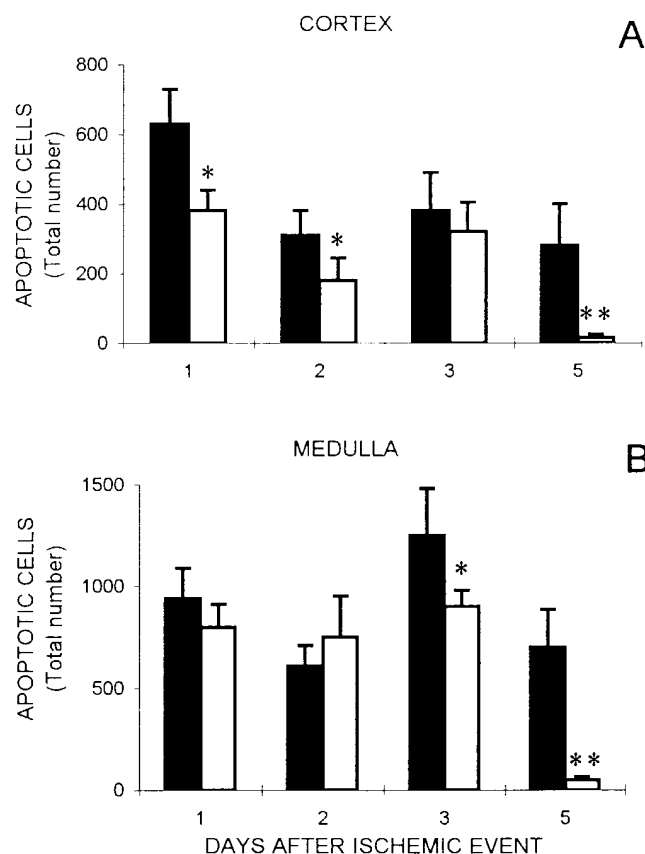 CORTEX
A
APOPTOTIC CELLS
(Total number)
800
600
400
200
0
*
*
**
1 2 3 5
MEDULLA
B
APOPTOTIC CELLS
(Total number)
1500
1000
500
0
*
**
1 2 3 5
DAYS AFTER ISCHEMIC EVENT